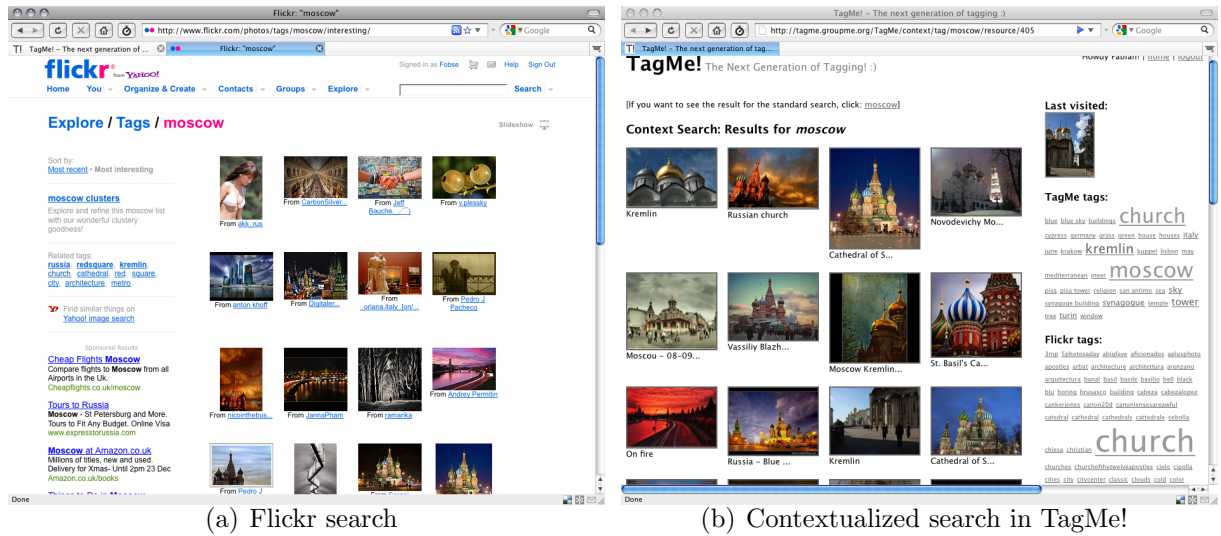 Flickr: "moscow"
http://www.flickr.com/photos/tags/moscow/interesting/
Google
TagMe! – The next generation of ...
Flickr: "moscow"
flickr from YAHOO!
Signed in as Fobse Help Sign Out
Home You Organize & Create Contacts Groups Explore Search
Explore / Tags / moscow
Slideshow
Sort by:
Most recent • Most interesting
moscow clusters
Explore and refine this moscow list
with our wonderful clustery
goodness!
Related tags:
russia, redsquare, kremlin,
church, cathedral, red, square,
city, architecture, metro
Find similar things on
Yahoo! image search
Sponsored Results
Cheap Flights Moscow
Compare flights to Moscow from all
Airports in the Uk.
Cheapflights.co.uk/moscow
Tours to Russia
Moscow - St Petersburg and More.
Tours to Fit Any Budget. Online Visa
www.expresstorussia.com
Moscow at Amazon.co.uk
Millions of titles, new and used.
Delivery for Xmas- Until 2pm 23 Dec
Amazon.co.uk/books
From akk_rus
From CarbonSilver...
From Jeff
Bauche.
From v.plessky
From anton khoff
From Digitaler...
From
_oriana.italy_[on/...
From Pedro J
Pacheco
From nicointhebus...
From JannaPham
From ramarika
From Andrey Permitin
From Pedro J
Done
(a) Flickr search
TagMe! – The next generation of tagging :)
http://tagme.groupme.org/TagMe/context/tag/moscow/resource/405
Google
TagMe! – The next generation of tag...
TagMe! The Next Generation of Tagging! :)
Howdy Fabian! | home | logout
[If you want to see the result for the standard search, click: moscow]
Context Search: Results for moscow
Kremlin
Russian church
Cathedral of S...
Novodevichy Mo...
Moscou – 08-09...
Vassiliy Blazh...
Moscow Kremlin...
St. Basil's Ca...
On fire
Russia – Blue ...
Kremlin
Cathedral of S...
Last visited:
TagMe tags:
blue blue sky buildings church
cypress germany grass green house houses italy
june krakow kremlin kuppel lisbon may
mediterranean meer moscow
pisa pisa tower religion san antimo sea sky
synagoge building synagogue temple tower
tree turin window
Flickr tags:
3mp 5photosaday abigfave aficionados aplusphoto
apostles arbat architecture architettura arenzano
arquitectura banal basil basile basilio bell black
blu boring brusasco building cabeza cabezalopez
cankerjones canon20d canonlensesareawful
catedral cathedral cathedrals cattedrale cebolla
chiesa christian church
churches churchofthetwelveapostles cielo cipolla
cities city citycenter classic clouds cold color
Done
(b) Contextualized search in TagMe!